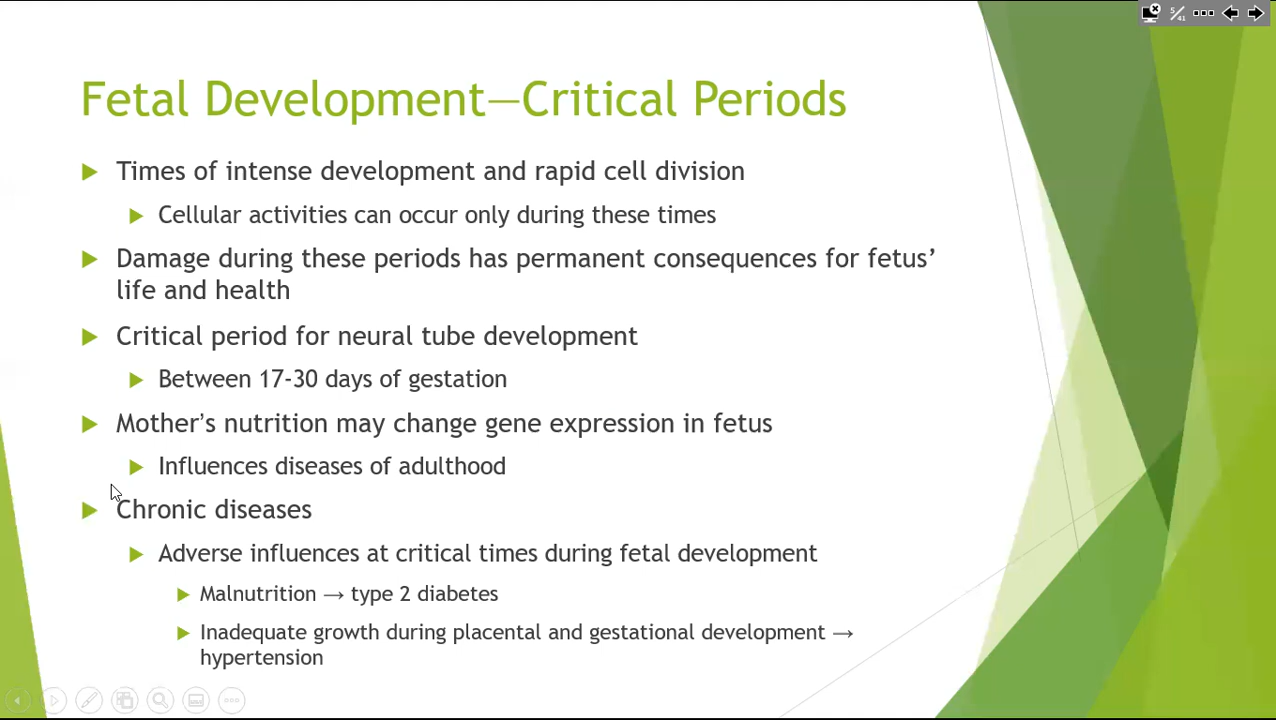 5/41
Fetal Development—Critical Periods
Times of intense development and rapid cell division
Cellular activities can occur only during these times
Damage during these periods has permanent consequences for fetus’
life and health
Critical period for neural tube development
Between 17-30 days of gestation
Mother’s nutrition may change gene expression in fetus
Influences diseases of adulthood
Chronic diseases
Adverse influences at critical times during fetal development
Malnutrition → type 2 diabetes
Inadequate growth during placental and gestational development →
hypertension